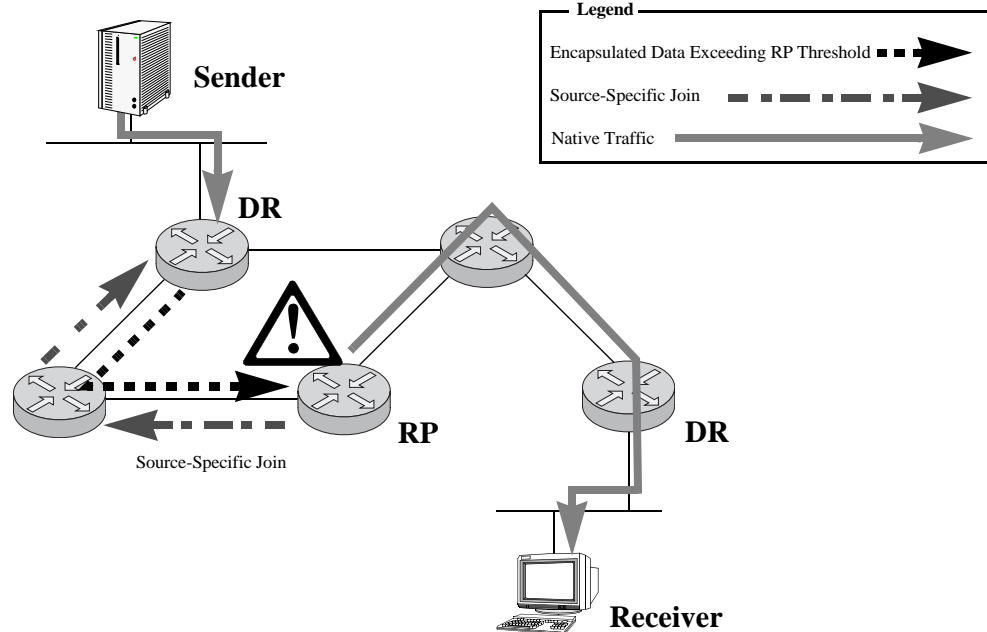 Legend
Encapsulated Data Exceeding RP Threshold
Source-Specific Join
Native Traffic
Sender
DR
RP
DR
Source-Specific Join
Receiver